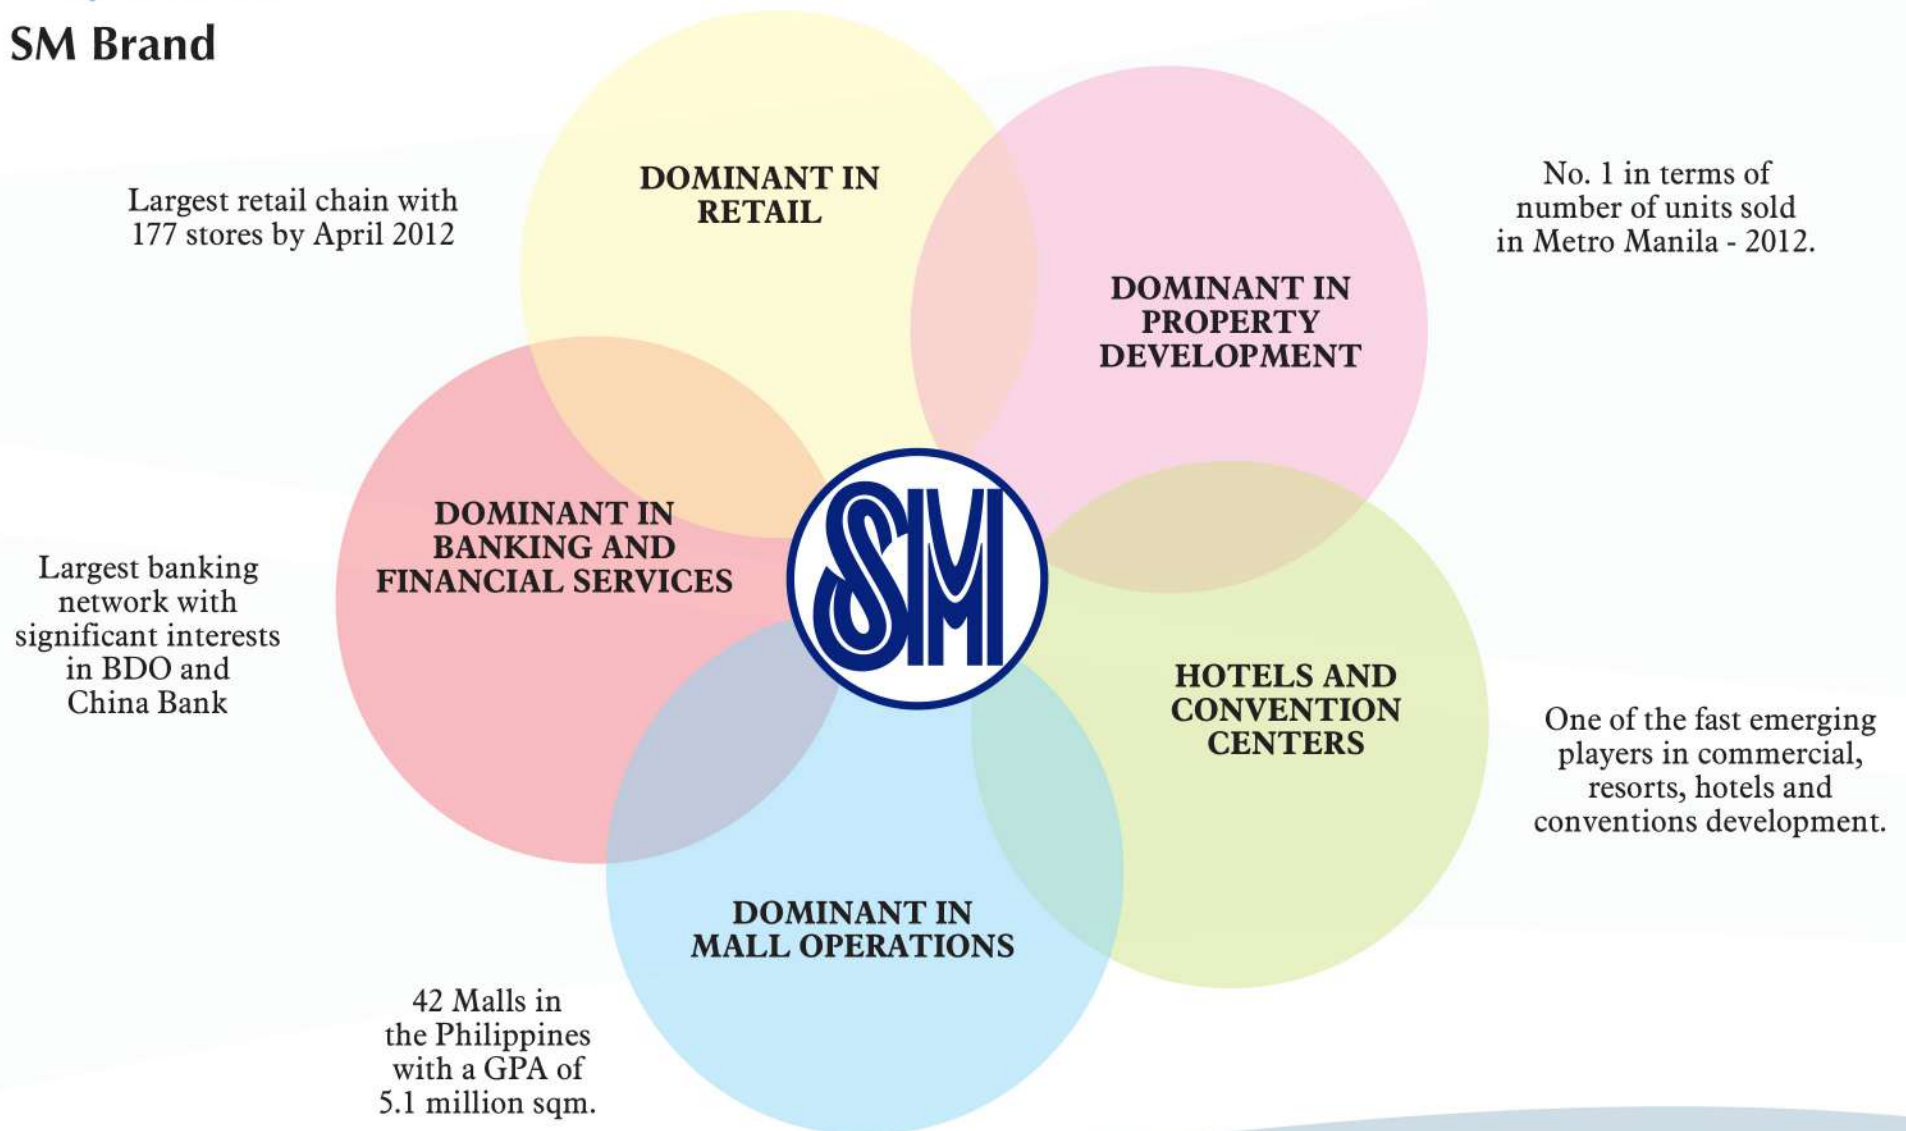 SM Brand
DOMINANT IN
RETAIL
Largest retail chain with
177 stores by April 2012
DOMINANT IN
PROPERTY
DEVELOPMENT
No. 1 in terms of
number of units sold
in Metro Manila - 2012.
DOMINANT IN
BANKING AND
FINANCIAL SERVICES
Largest banking
network with
significant interests
in BDO and
China Bank
SM
HOTELS AND
CONVENTION
CENTERS
One of the fast emerging
players in commercial,
resorts, hotels and
conventions development.
DOMINANT IN
MALL OPERATIONS
42 Malls in
the Philippines
with a GPA of
5.1 million sqm.